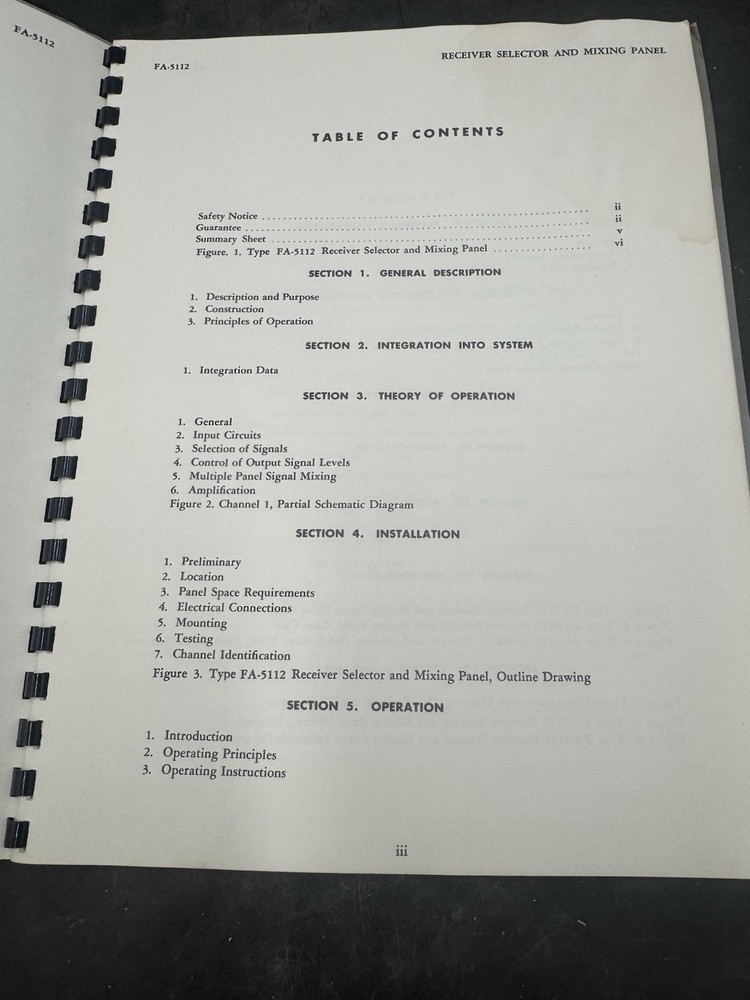 FA-5112
FA-5112
RECEIVER SELECTOR AND MIXING PANEL
TABLE OF CONTENTS
Safety Notice ........................................ ii
Guarantee ........................................ ii
Summary Sheet ........................................ v
Figure. 1. Type FA-5112 Receiver Selector and Mixing Panel .................. vi
SECTION 1. GENERAL DESCRIPTION
1. Description and Purpose
2. Construction
3. Principles of Operation
SECTION 2. INTEGRATION INTO SYSTEM
1. Integration Data
SECTION 3. THEORY OF OPERATION
1. General
2. Input Circuits
3. Selection of Signals
4. Control of Output Signal Levels
5. Multiple Panel Signal Mixing
6. Amplification
Figure 2. Channel 1, Partial Schematic Diagram
SECTION 4. INSTALLATION
1. Preliminary
2. Location
3. Panel Space Requirements
4. Electrical Connections
5. Mounting
6. Testing
7. Channel Identification
Figure 3. Type FA-5112 Receiver Selector and Mixing Panel, Outline Drawing
SECTION 5. OPERATION
1. Introduction
2. Operating Principles
3. Operating Instructions
iii